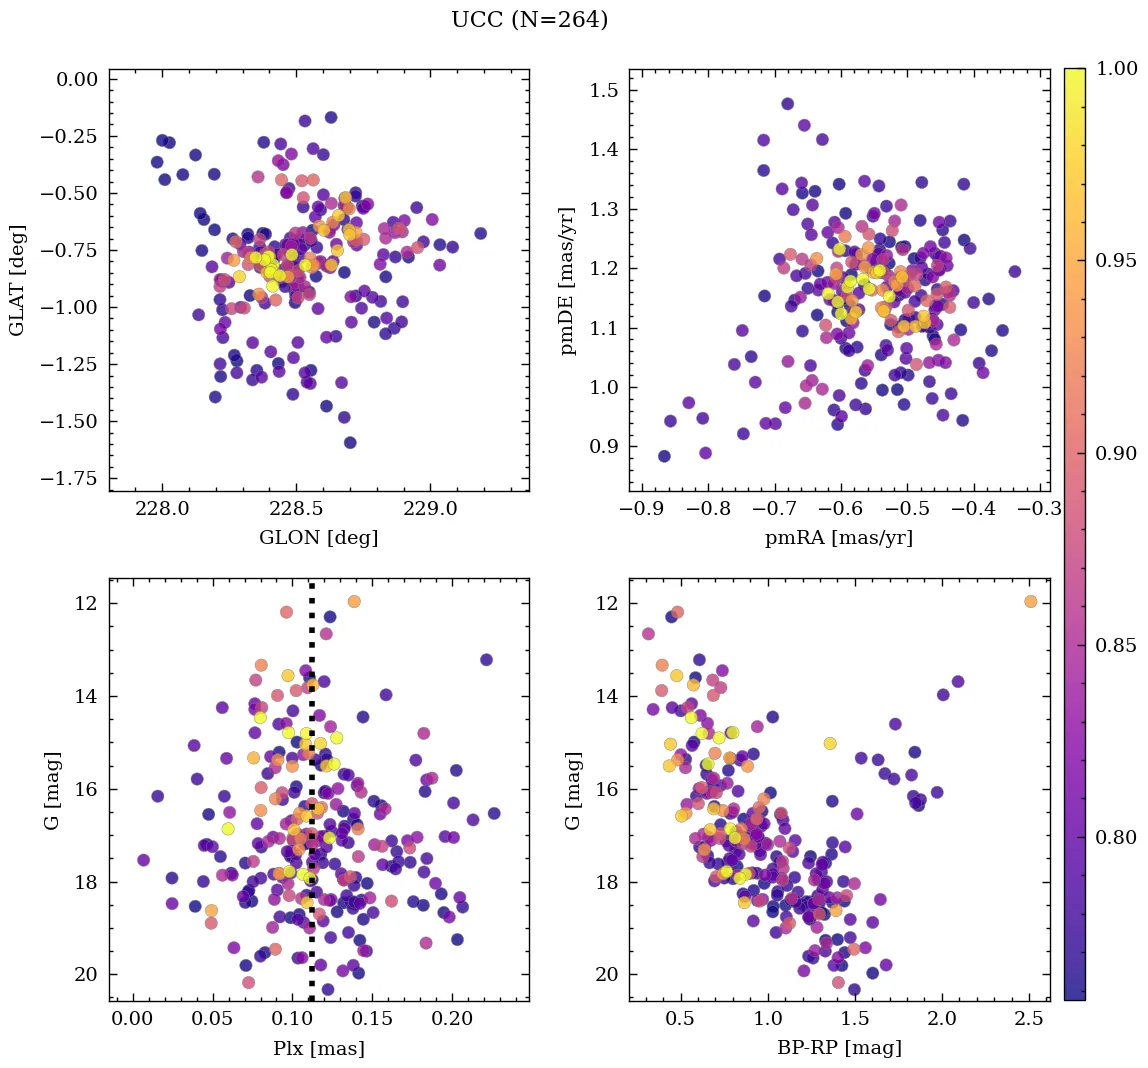 UCC (N=264)
0.00
−0.25
−0.50
−0.75
−1.00
−1.25
−1.50
−1.75
GLAT [deg]
228.0 228.5 229.0
GLON [deg]
1.5
1.4
1.3
1.2
1.1
1.0
0.9
pmDE [mas/yr]
−0.9 −0.8 −0.7 −0.6 −0.5 −0.4 −0.3
pmRA [mas/yr]
12
14
16
18
20
G [mag]
0.00 0.05 0.10 0.15 0.20
Plx [mas]
12
14
16
18
20
G [mag]
0.5 1.0 1.5 2.0 2.5
BP-RP [mag]
1.00
0.95
0.90
0.85
0.80